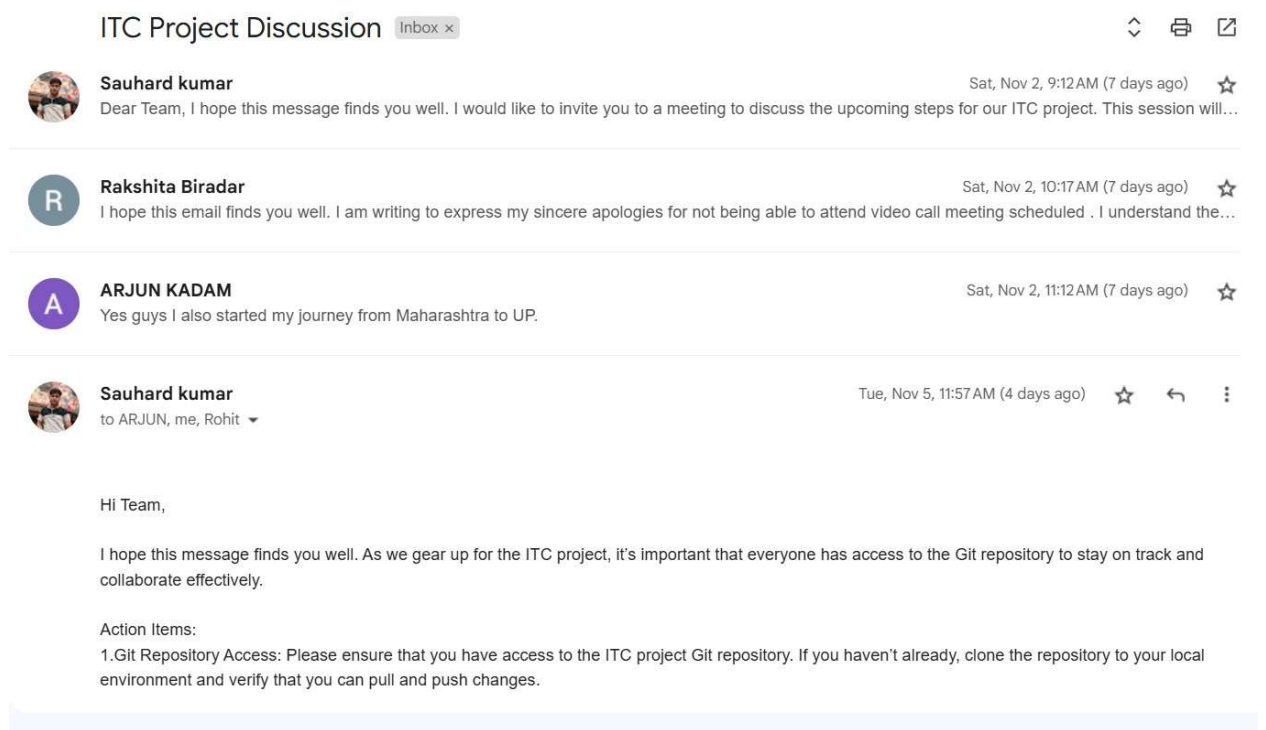 ITC Project Discussion Inbox ×
Sauhard kumar Sat, Nov 2, 9:12 AM (7 days ago)
Dear Team, I hope this message finds you well. I would like to invite you to a meeting to discuss the upcoming steps for our ITC project. This session will…
R Rakshita Biradar Sat, Nov 2, 10:17 AM (7 days ago)
I hope this email finds you well. I am writing to express my sincere apologies for not being able to attend video call meeting scheduled . I understand the…
A ARJUN KADAM Sat, Nov 2, 11:12 AM (7 days ago)
Yes guys I also started my journey from Maharashtra to UP.
Sauhard kumar Tue, Nov 5, 11:57 AM (4 days ago)
to ARJUN, me, Rohit
Hi Team,
I hope this message finds you well. As we gear up for the ITC project, it’s important that everyone has access to the Git repository to stay on track and
collaborate effectively.
Action Items:
1.Git Repository Access: Please ensure that you have access to the ITC project Git repository. If you haven’t already, clone the repository to your local
environment and verify that you can pull and push changes.